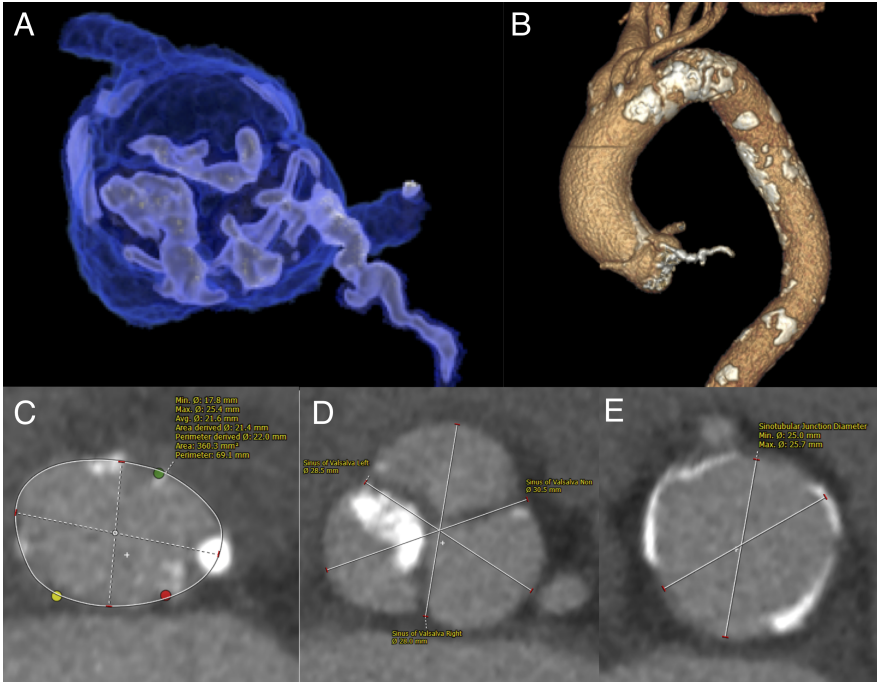 A
B
C
Min. Ø: 17.8 mm
Max. Ø: 25.4 mm
Avg. Ø: 21.6 mm
Area derived Ø: 21.4 mm
Perimeter derived Ø: 22.0 mm
Area: 360.3 mm²
Perimeter: 69.1 mm
D
Sinus of Valsalva Left
Ø 28.5 mm
Sinus of Valsalva Non
Ø 30.5 mm
Sinus of Valsalva Right
Ø 28.0 mm
E
Sinotubular Junction Diameter
Min. Ø: 25.0 mm
Max. Ø: 25.7 mm